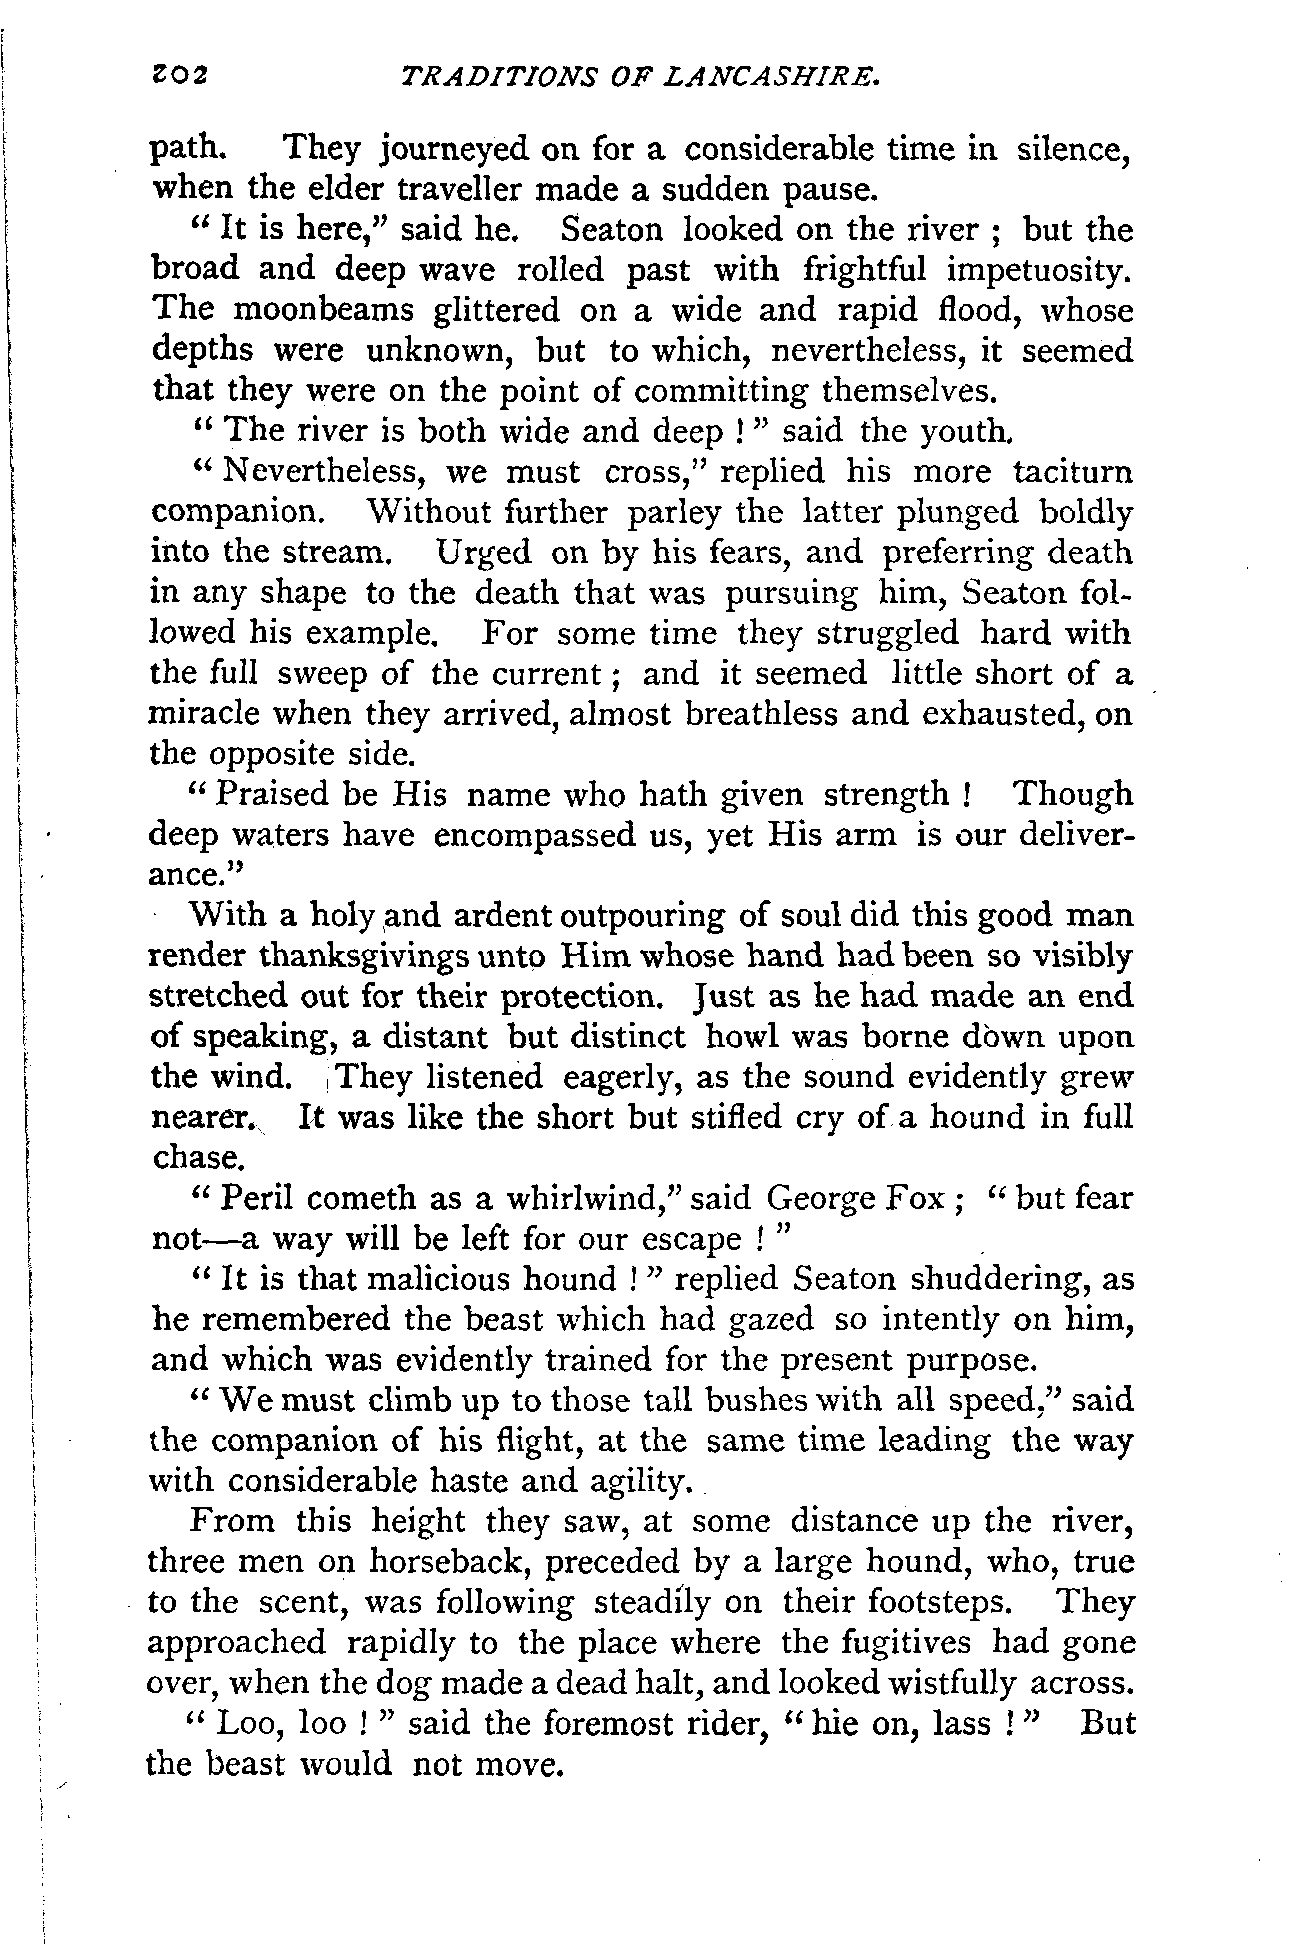 202 TRADITIONS OF LANCASHIRE.
path. They journeyed on for a considerable time in silence,
when the elder traveller made a sudden pause.
“ It is here,” said he. Seaton looked on the river ; but the
broad and deep wave rolled past with frightful impetuosity.
The moonbeams glittered on a wide and rapid flood, whose
depths were unknown, but to which, nevertheless, it seemed
that they were on the point of committing themselves.
“ The river is both wide and deep ! ” said the youth.
“ Nevertheless, we must cross,” replied his more taciturn
companion. Without further parley the latter plunged boldly
into the stream. Urged on by his fears, and preferring death
in any shape to the death that was pursuing him, Seaton fol-
lowed his example. For some time they struggled hard with
the full sweep of the current ; and it seemed little short of a
miracle when they arrived, almost breathless and exhausted, on
the opposite side.
“ Praised be His name who hath given strength ! Though
deep waters have encompassed us, yet His arm is our deliver-
ance.”
With a holy and ardent outpouring of soul did this good man
render thanksgivings unto Him whose hand had been so visibly
stretched out for their protection. Just as he had made an end
of speaking, a distant but distinct howl was borne down upon
the wind. They listened eagerly, as the sound evidently grew
nearer. It was like the short but stifled cry of a hound in full
chase.
“ Peril cometh as a whirlwind,” said George Fox ; “ but fear
not—a way will be left for our escape ! ”
“ It is that malicious hound ! ” replied Seaton shuddering, as
he remembered the beast which had gazed so intently on him,
and which was evidently trained for the present purpose.
“ We must climb up to those tall bushes with all speed,” said
the companion of his flight, at the same time leading the way
with considerable haste and agility.
From this height they saw, at some distance up the river,
three men on horseback, preceded by a large hound, who, true
to the scent, was following steadily on their footsteps. They
approached rapidly to the place where the fugitives had gone
over, when the dog made a dead halt, and looked wistfully across.
“ Loo, loo ! ” said the foremost rider, “ hie on, lass ! ” But
the beast would not move.